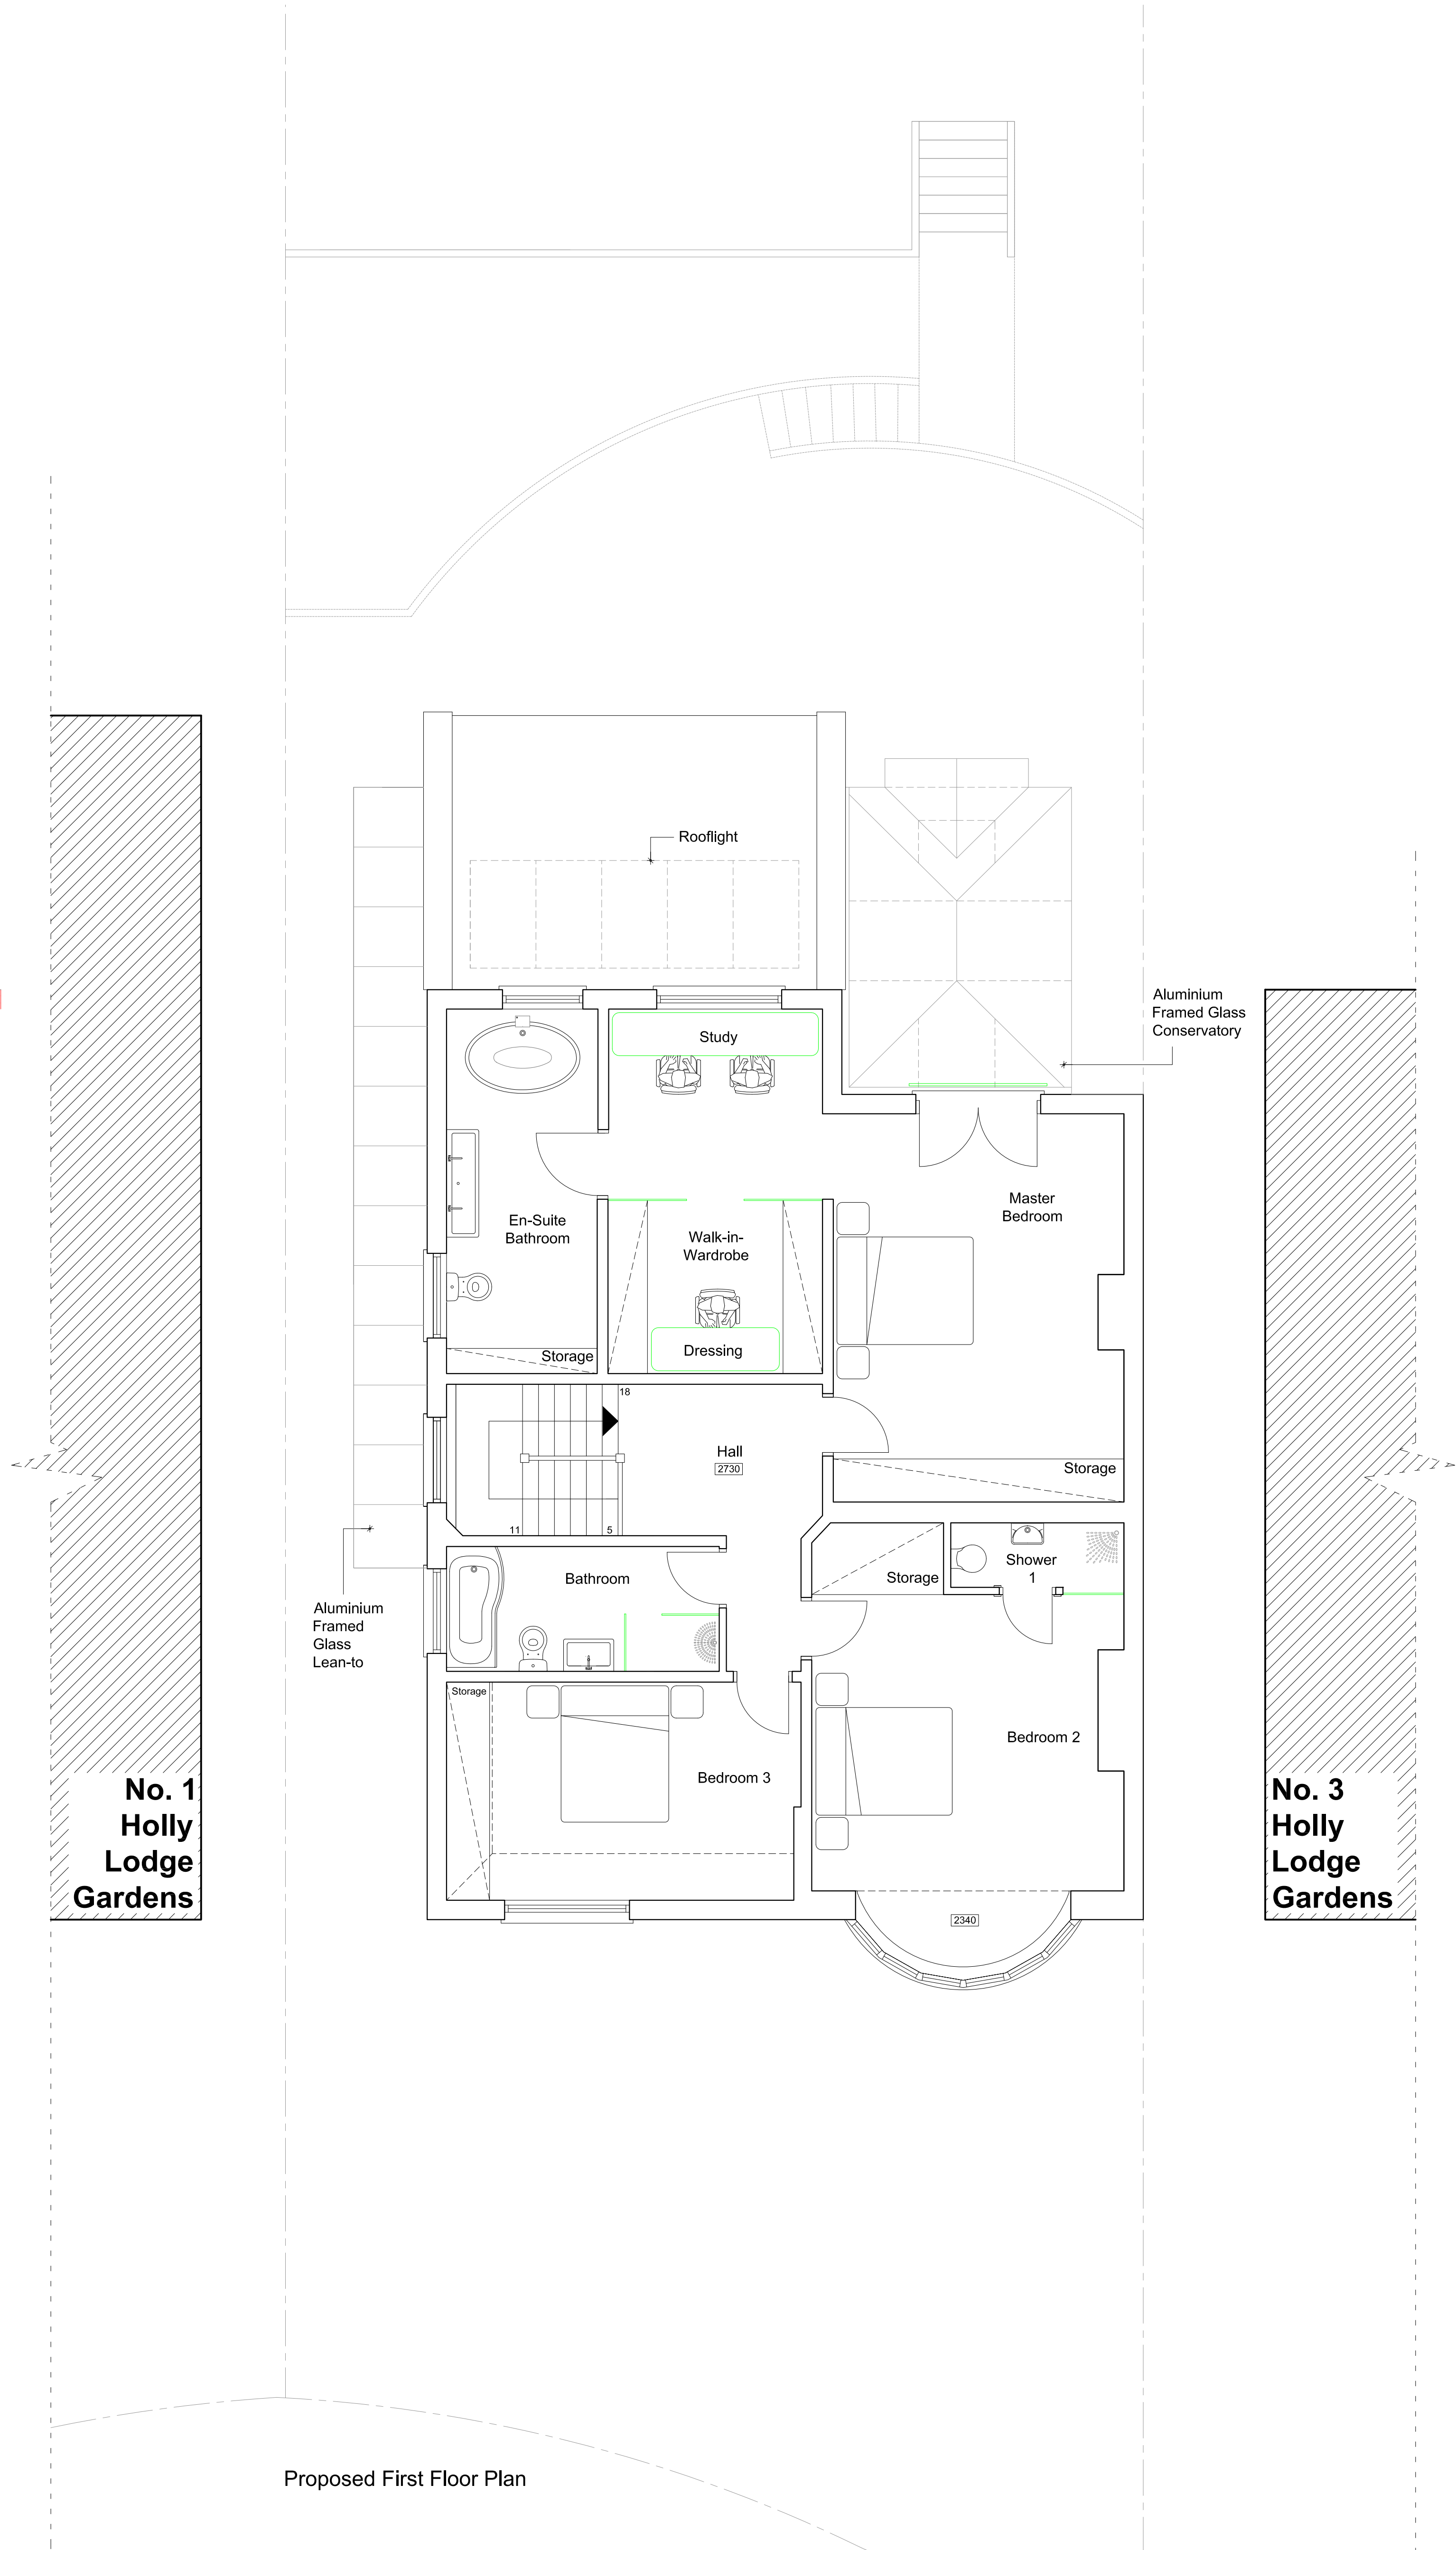 Rooflight
Aluminium
Framed Glass
Conservatory
Study
Master
Bedroom
En-Suite
Bathroom
Walk-in-
Wardrobe
Dressing
Storage
18
Hall
2730
Storage
11
5
Shower
1
Storage
Bathroom
Aluminium
Framed
Glass
Lean-to
Storage
Bedroom 2
Bedroom 3
No. 1
Holly
Lodge
Gardens
No. 3
Holly
Lodge
Gardens
2340
Proposed First Floor Plan